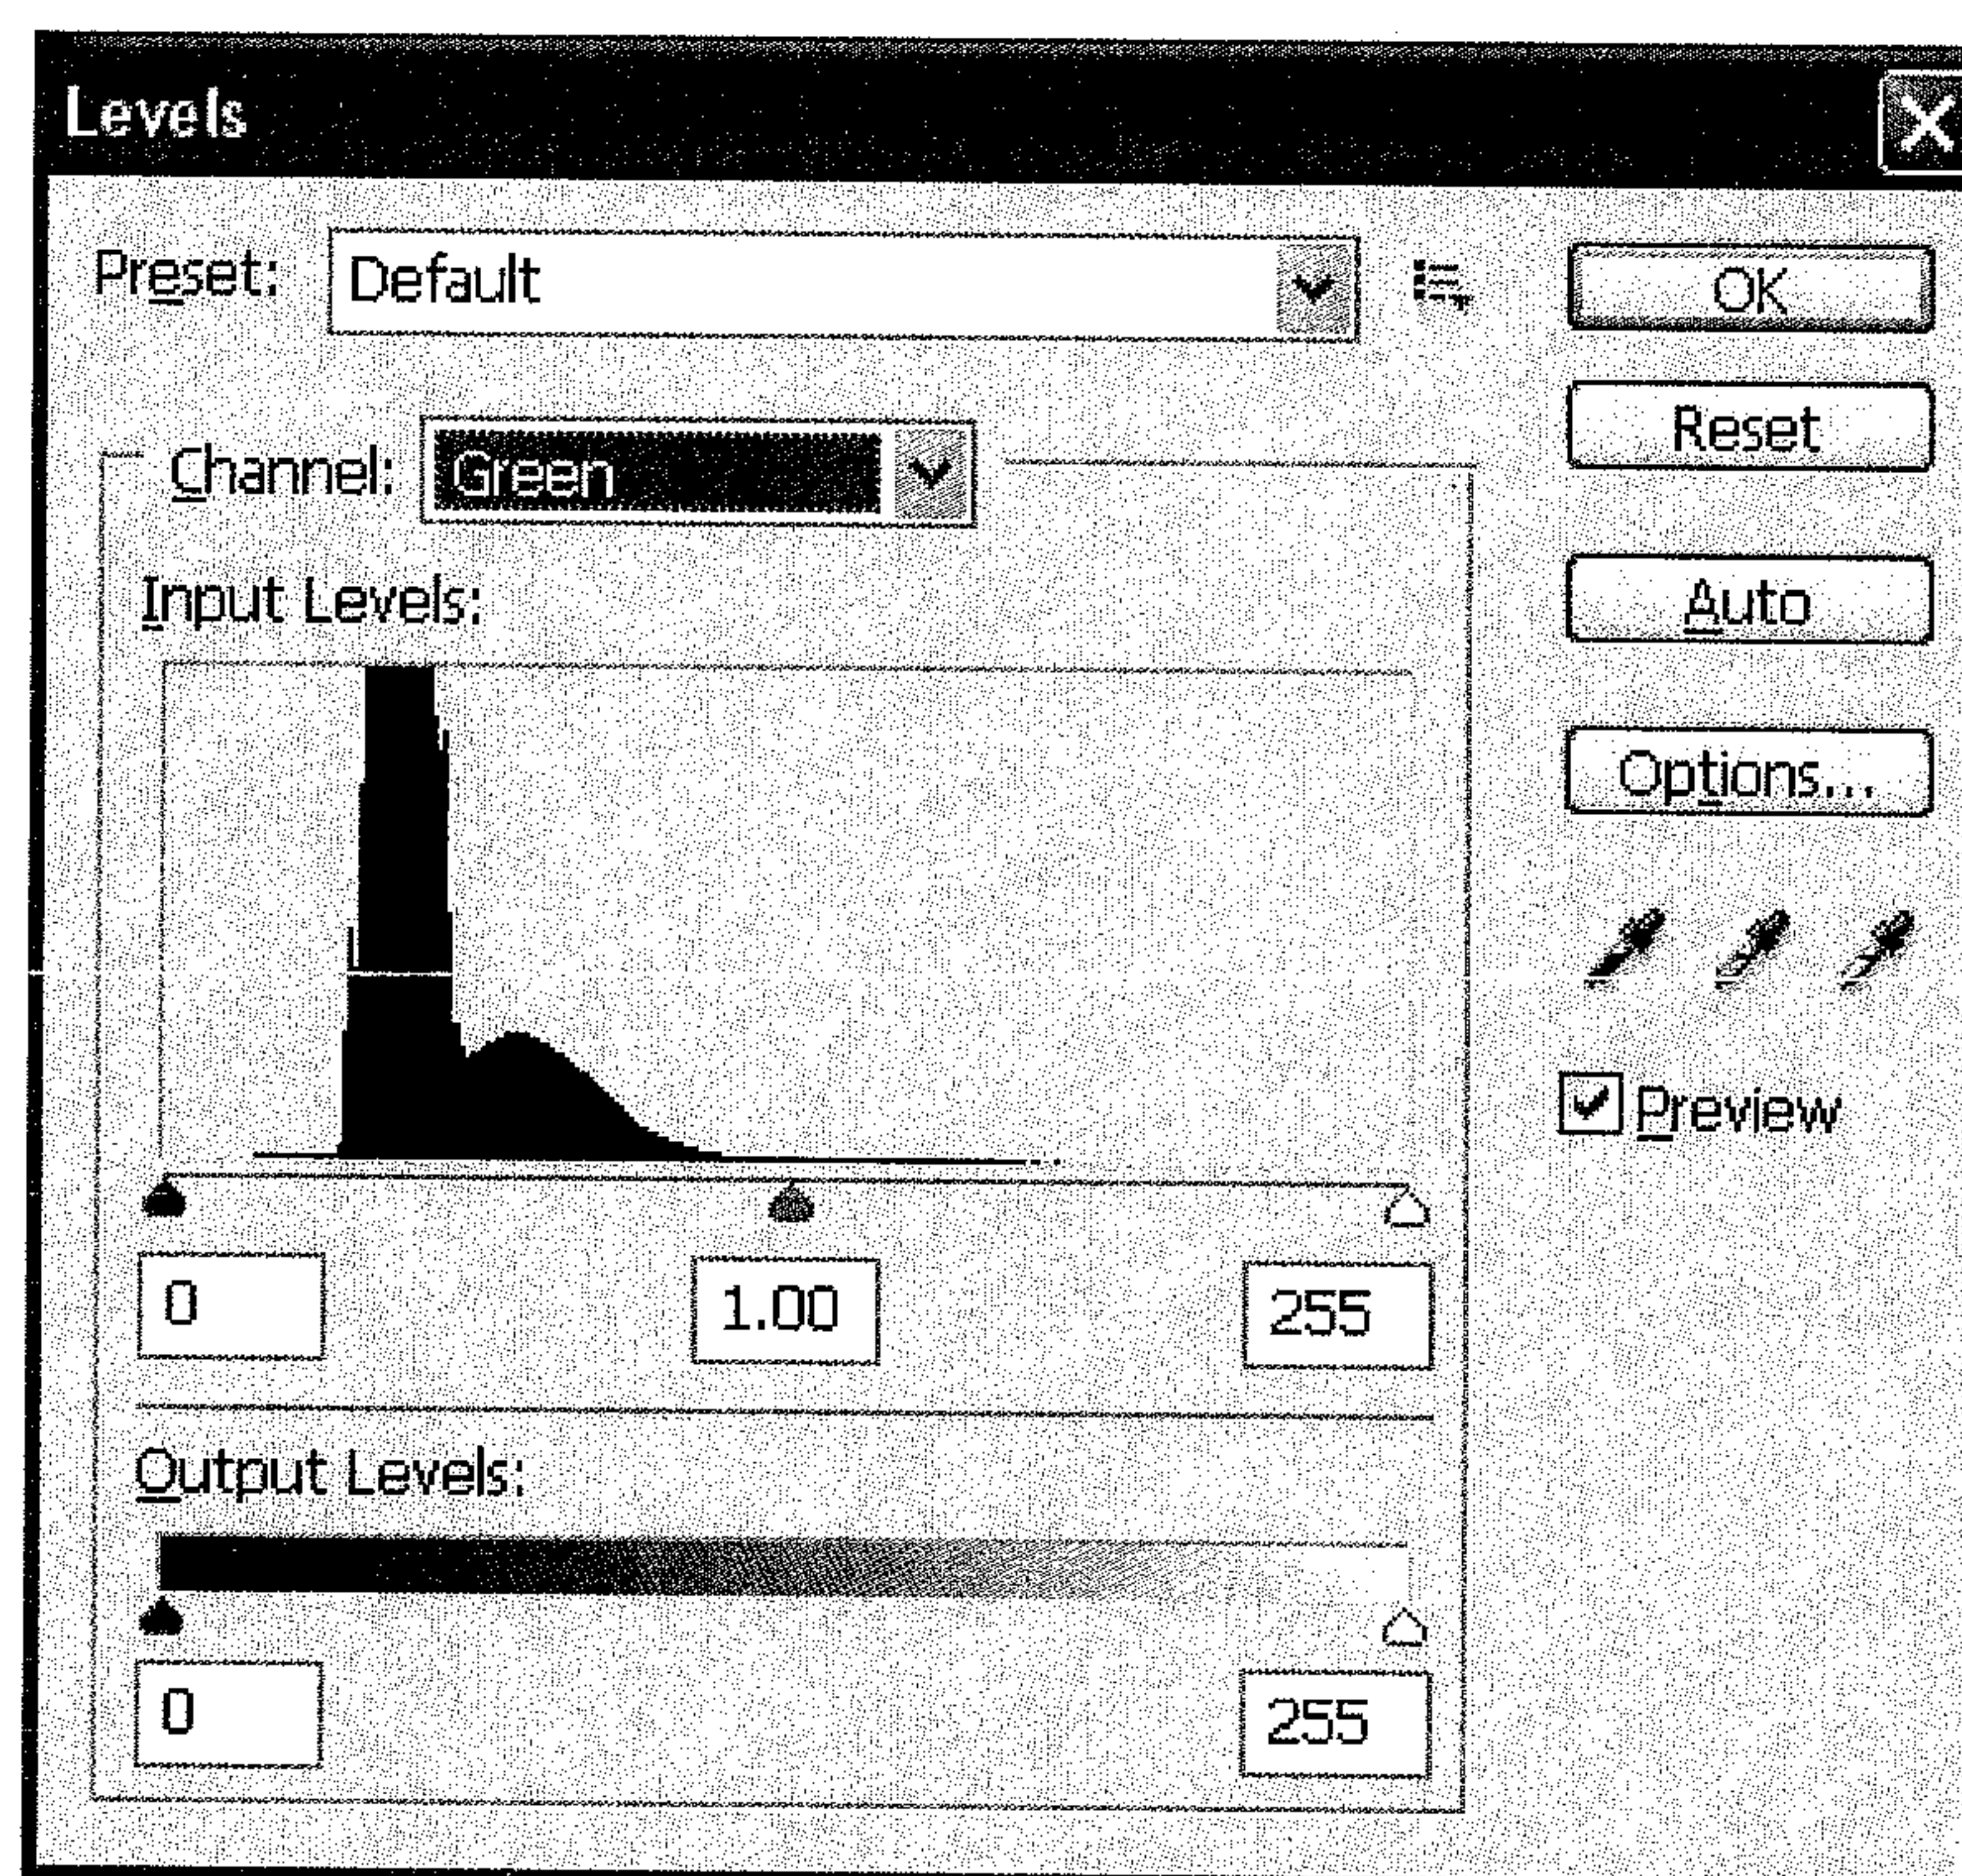 Levels
Preset: Default
OK
Reset
Channel: Green
Auto
Input Levels:
Options...
Preview
0 1.00 255
Output Levels:
0 255